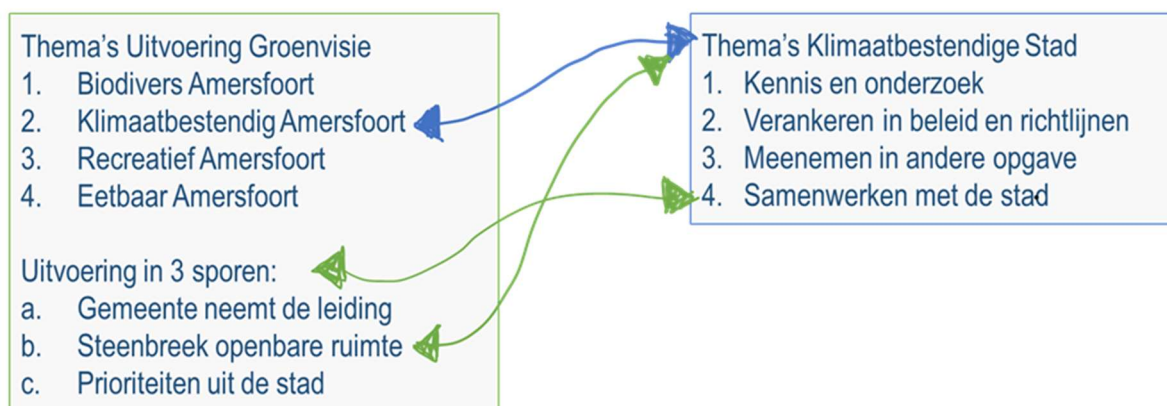 Thema's Uitvoering Groenvisie
1. Biodivers Amersfoort
2. Klimaatbestendig Amersfoort
3. Recreatief Amersfoort
4. Eetbaar Amersfoort
Uitvoering in 3 sporen:
a. Gemeente neemt de leiding
b. Steenbreek openbare ruimte
c. Prioriteiten uit de stad
Thema's Klimaatbestendige Stad
1. Kennis en onderzoek
2. Verankeren in beleid en richtlijnen
3. Meenemen in andere opgave
4. Samenwerken met de stad